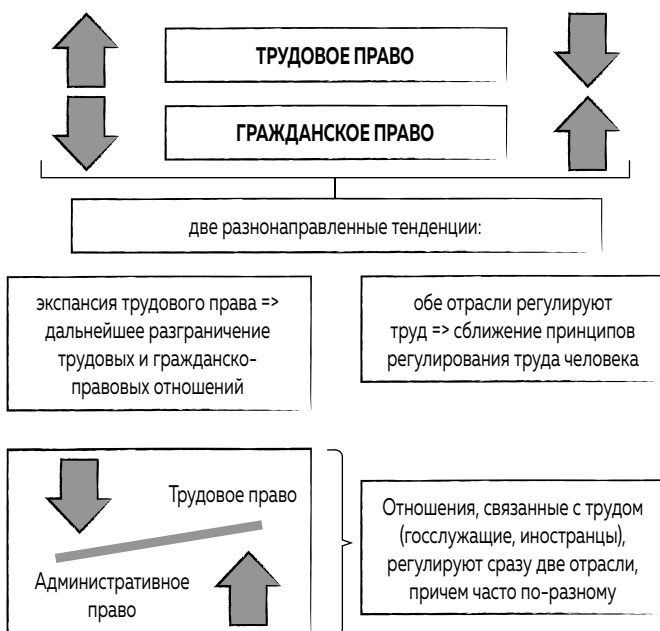 ТРУДОВОЕ ПРАВО
ГРАЖДАНСКОЕ ПРАВО
две разнонаправленные тенденции:
экспансия трудового права =>
дальнейшее разграничение
трудовых и гражданско-
правовых отношений
обе отрасли регулируют
труд => сближение принципов
регулирования труда человека
Трудовое право
Административное
право
Отношения, связанные с трудом
(госслужащие, иностранцы),
регулируют сразу две отрасли,
причем часто по-разному